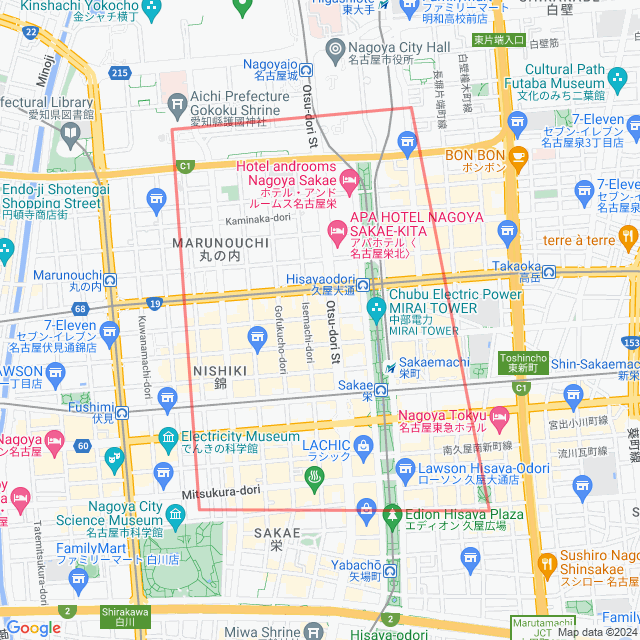 Kinshachi Yokocho
金シャチ横丁
東大手
ファミリーマート
明和高校前店
白壁
東片端入口
22
215
Nagoya City Hall
名古屋市役所
Nagoyajo
名古屋城
Minoji
Otsu-dori St
長堀片端町線
白壁橦木町線
白壁筋
Cultural Path
Futaba Museum
文化のみち二葉館
Aichi Prefecture
Gokoku Shrine
愛知縣護國神社
efectural Library
愛知県図書館
7-Eleven
セブン-イレブン
名古屋泉3丁目店
C1
BON BON
ボンボン
Hotel androoms
Nagoya Sakae
ホテル・アンド
ルームス名古屋栄
Endoji Shotengai
Shopping Street
円頓寺商店街
7-Eleven
セブン-イレブン
名古屋泉1丁目店
Kaminaka-dori
APA HOTEL NAGOYA
SAKAE-KITA
アパホテル〈
名古屋栄北〉
MARUNOUCHI
丸の内
terre à terre
Takaoka
高岳
Marunouchi
丸の内
Hisayaodori
久屋大通
Chubu Electric Power
MIRAI TOWER
中部電力
MIRAI TOWER
68
19
7-Eleven
セブン-イレブン
名古屋伏見通錦店
Kuwanamachi-dori
Gofukucho-dori
Isemachi-dori
Otsu-dori St
153
NISHIKI
錦
Toshincho
東新町
Sakaemachi
栄町
Shin-Sakaemachi
新栄
AWSON
丁目店
C1
Sakae
栄
Fushimi
伏見
Nagoya Tokyu
名古屋東急ホテル
宮出小川町線
葵町線
60
Nagoya
名古屋
Electricity Museum
でんきの科学館
LACHIC
ラシック
南久屋南新町線
流川瓦町線
Lawson Hisaya-Odori
ローソン 久屋大通店
Mitsukura-dori
Nagoya City
Science Museum
名古屋市科学館
Tatemitsukura-dori
Edion Hisaya Plaza
エディオン 久屋広場
SAKAE
栄
FamilyMart
ファミリーマート 白川店
Yabachō
矢場町
Sushiro Nago
Shinsakae
スシロー 名古屋
2
Shirakawa
白川
2
Miwa Shrine
Hisaya-odori
Marutamachi
JCT
Google
Map data ©2024